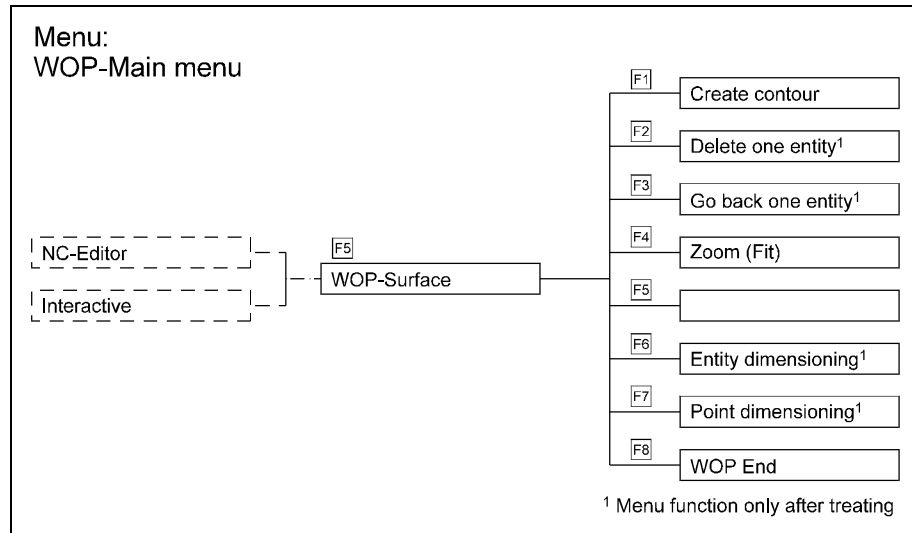 Menu:
WOP-Main menu
F1
Create contour
F2
Delete one entity¹
F3
Go back one entity¹
F4
Zoom (Fit)
NC-Editor
Interactive
F5
WOP-Surface
F5
F6
Entity dimensioning¹
F7
Point dimensioning¹
F8
WOP End
¹ Menu function only after treating